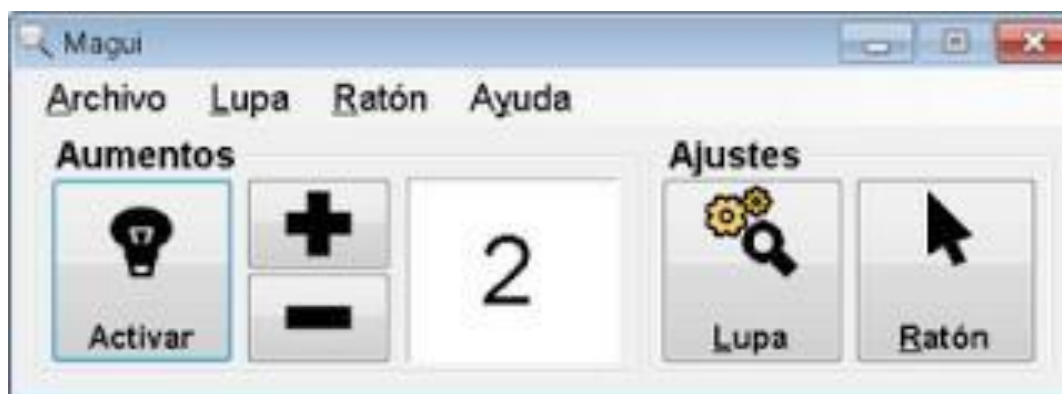 Magui
Archivo Lupa Ratón Ayuda
Aumentos Ajustes
2
Activar Lupa Ratón